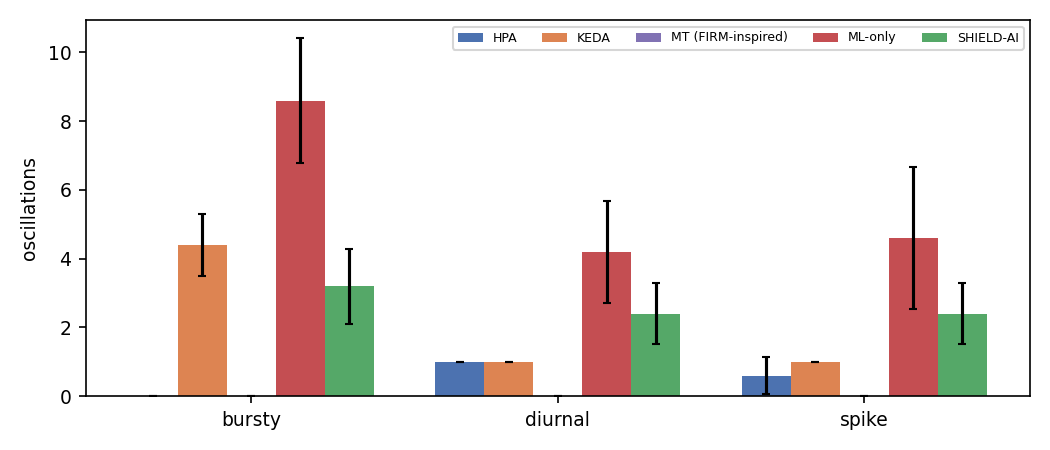 HPA KEDA MT (FIRM-inspired) ML-only SHIELD-AI
oscillations
10
8
6
4
2
0
bursty diurnal spike